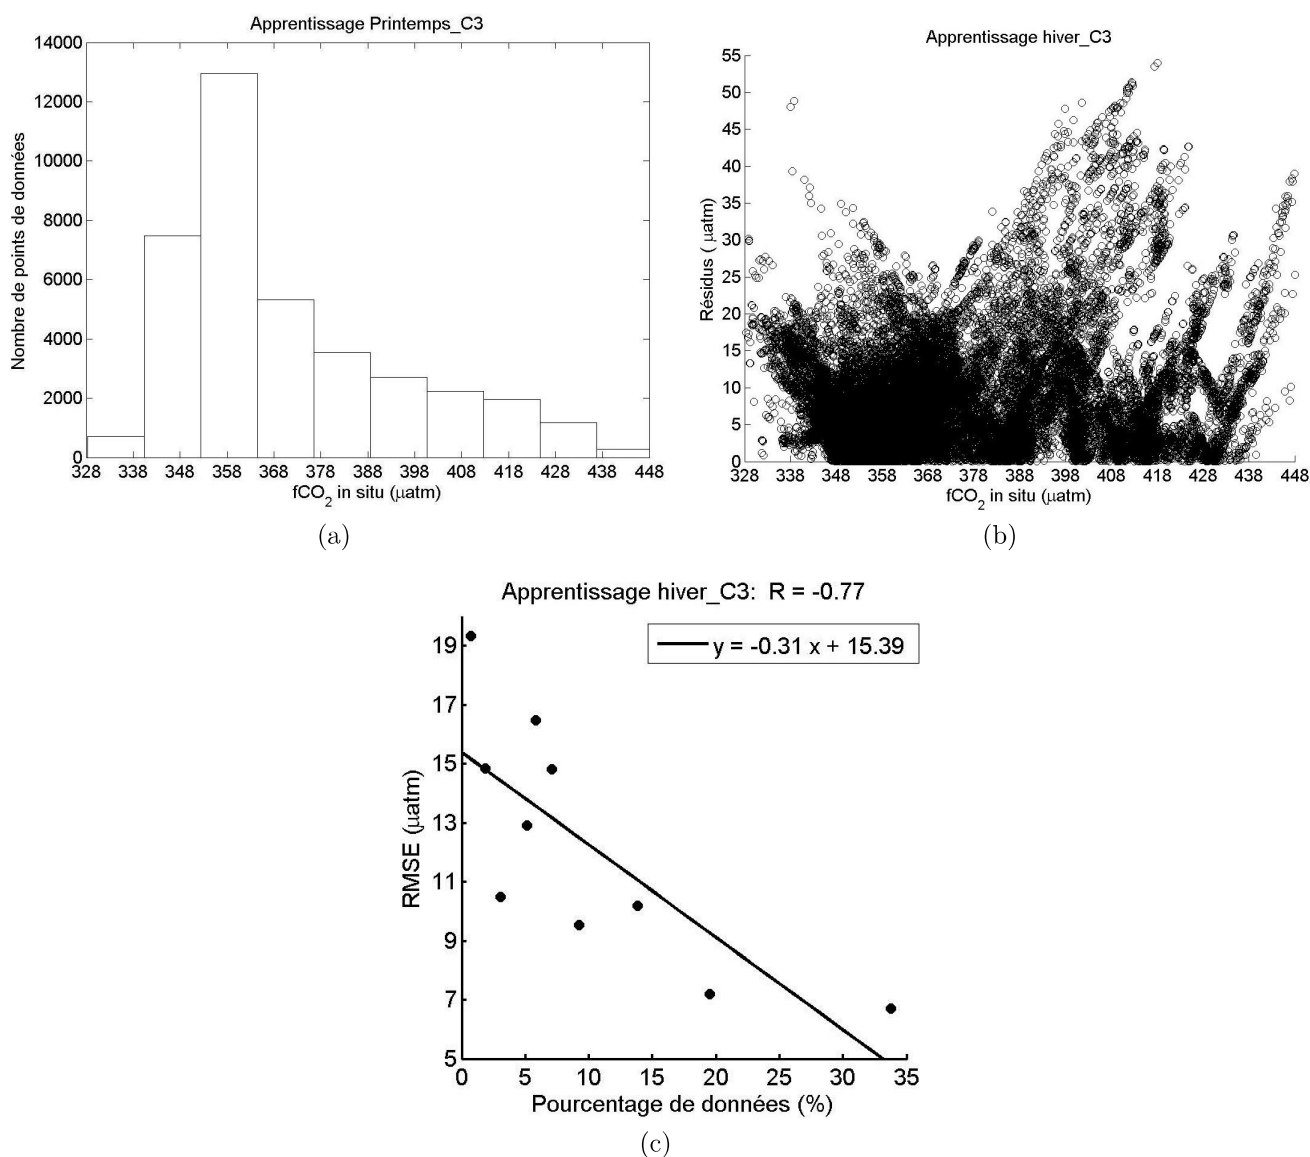 Apprentissage Printemps_C3
Nombre de points de données
14000
12000
10000
8000
6000
4000
2000
0
328 338 348 358 368 378 388 398 408 418 428 438 448
fCO2 in situ (µatm)
(a)
Apprentissage hiver_C3
Résidus ( µatm)
55
50
45
40
35
30
25
20
15
10
5
0
328 338 348 358 368 378 388 398 408 418 428 438 448
fCO2 in situ (µatm)
(b)
Apprentissage hiver_C3: R = -0.77
y = -0.31 x + 15.39
RMSE (µatm)
19
17
15
13
11
9
7
5
0 5 10 15 20 25 30 35
Pourcentage de données (%)
(c)